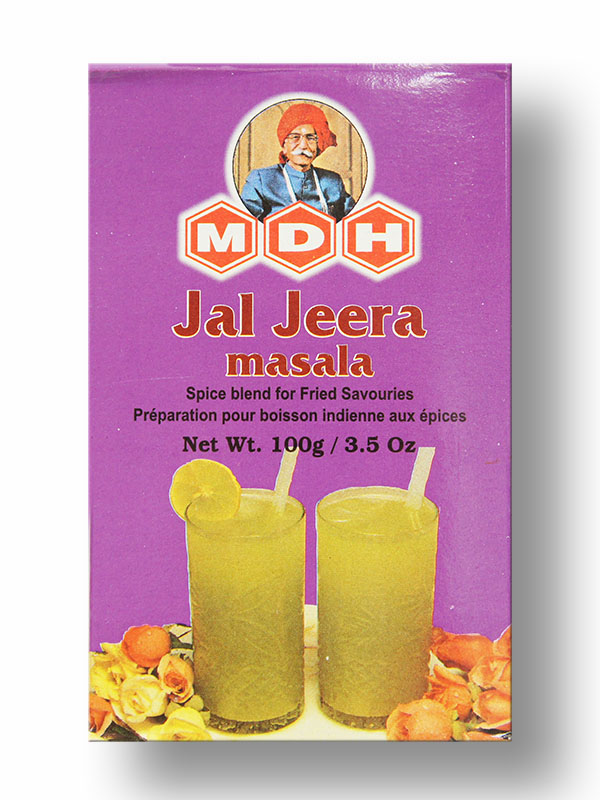 MDH
Jal Jeera
masala
Spice blend for Fried Savouries
Préparation pour boisson indienne aux épices
Net Wt. 100g / 3.5 Oz